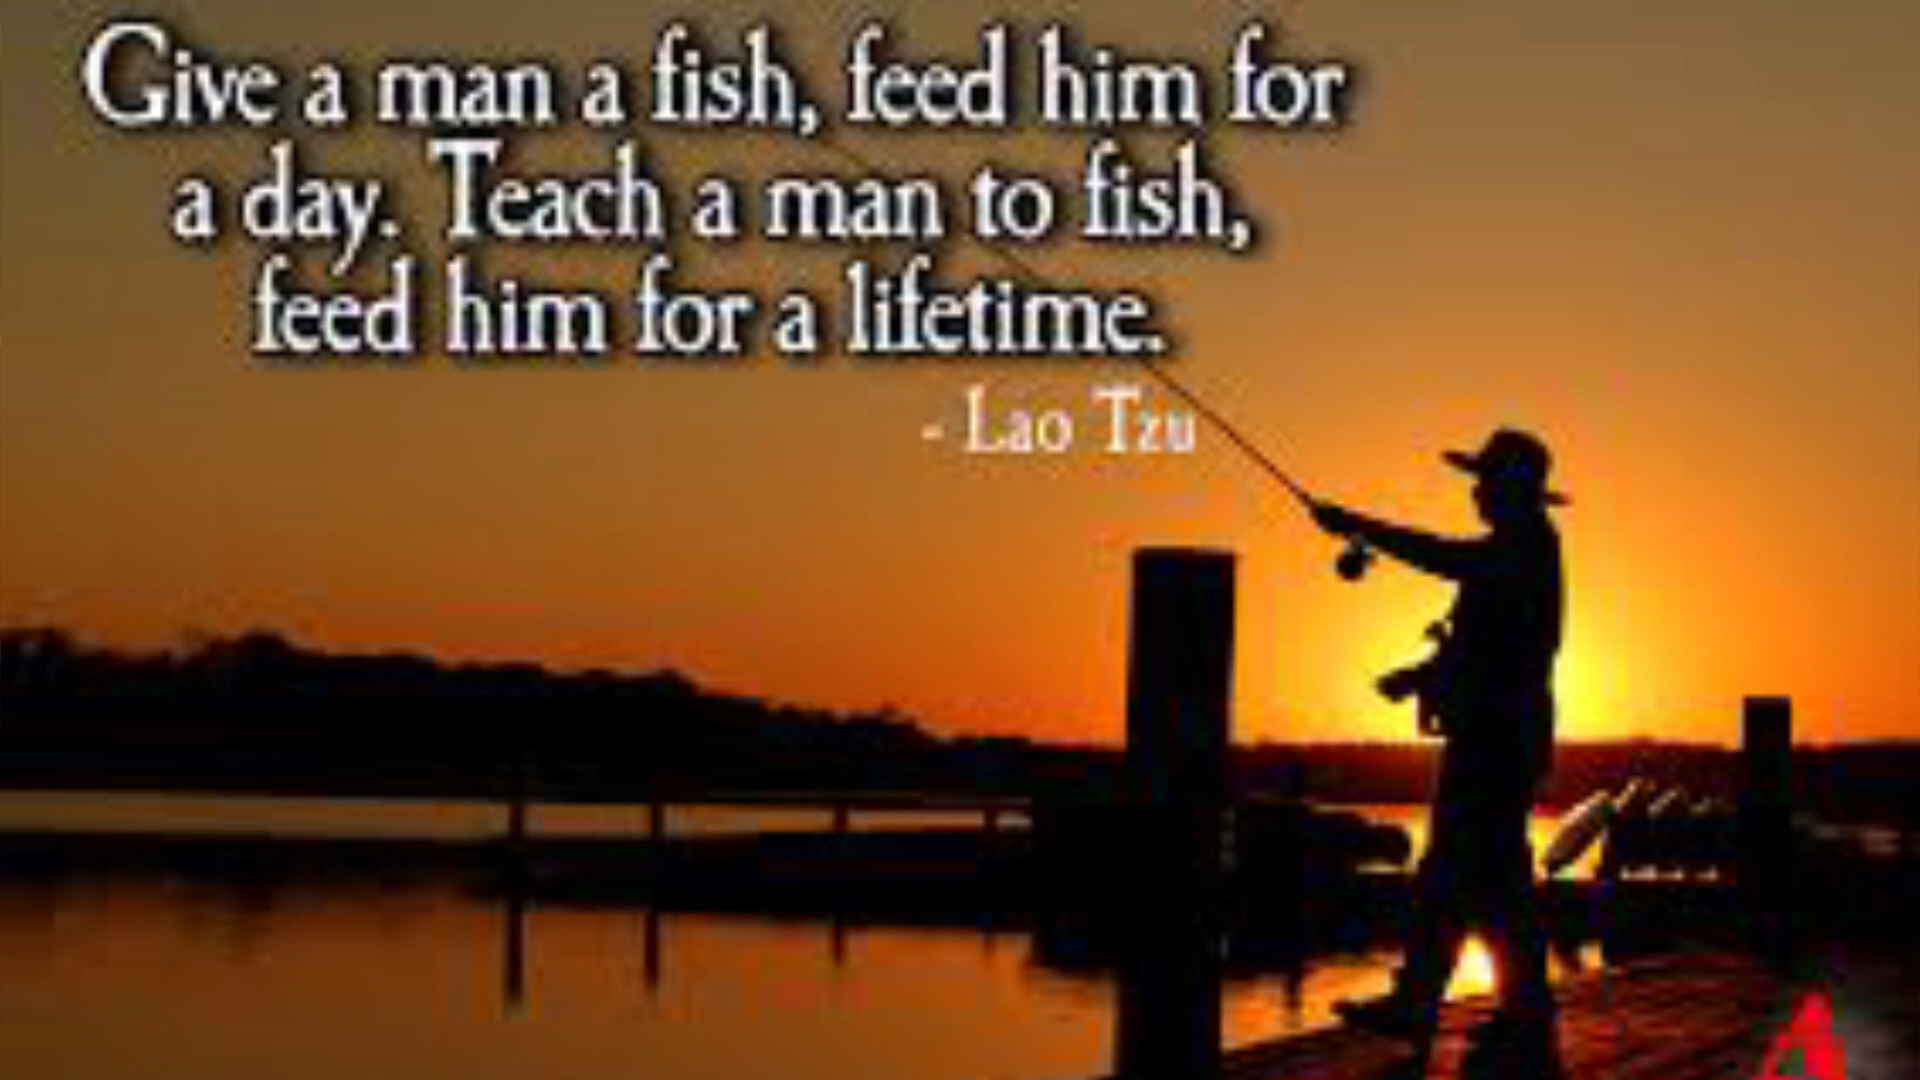 Give a man a fish, feed him for
a day. Teach a man to fish,
feed him for a lifetime.
- Lao Tzu